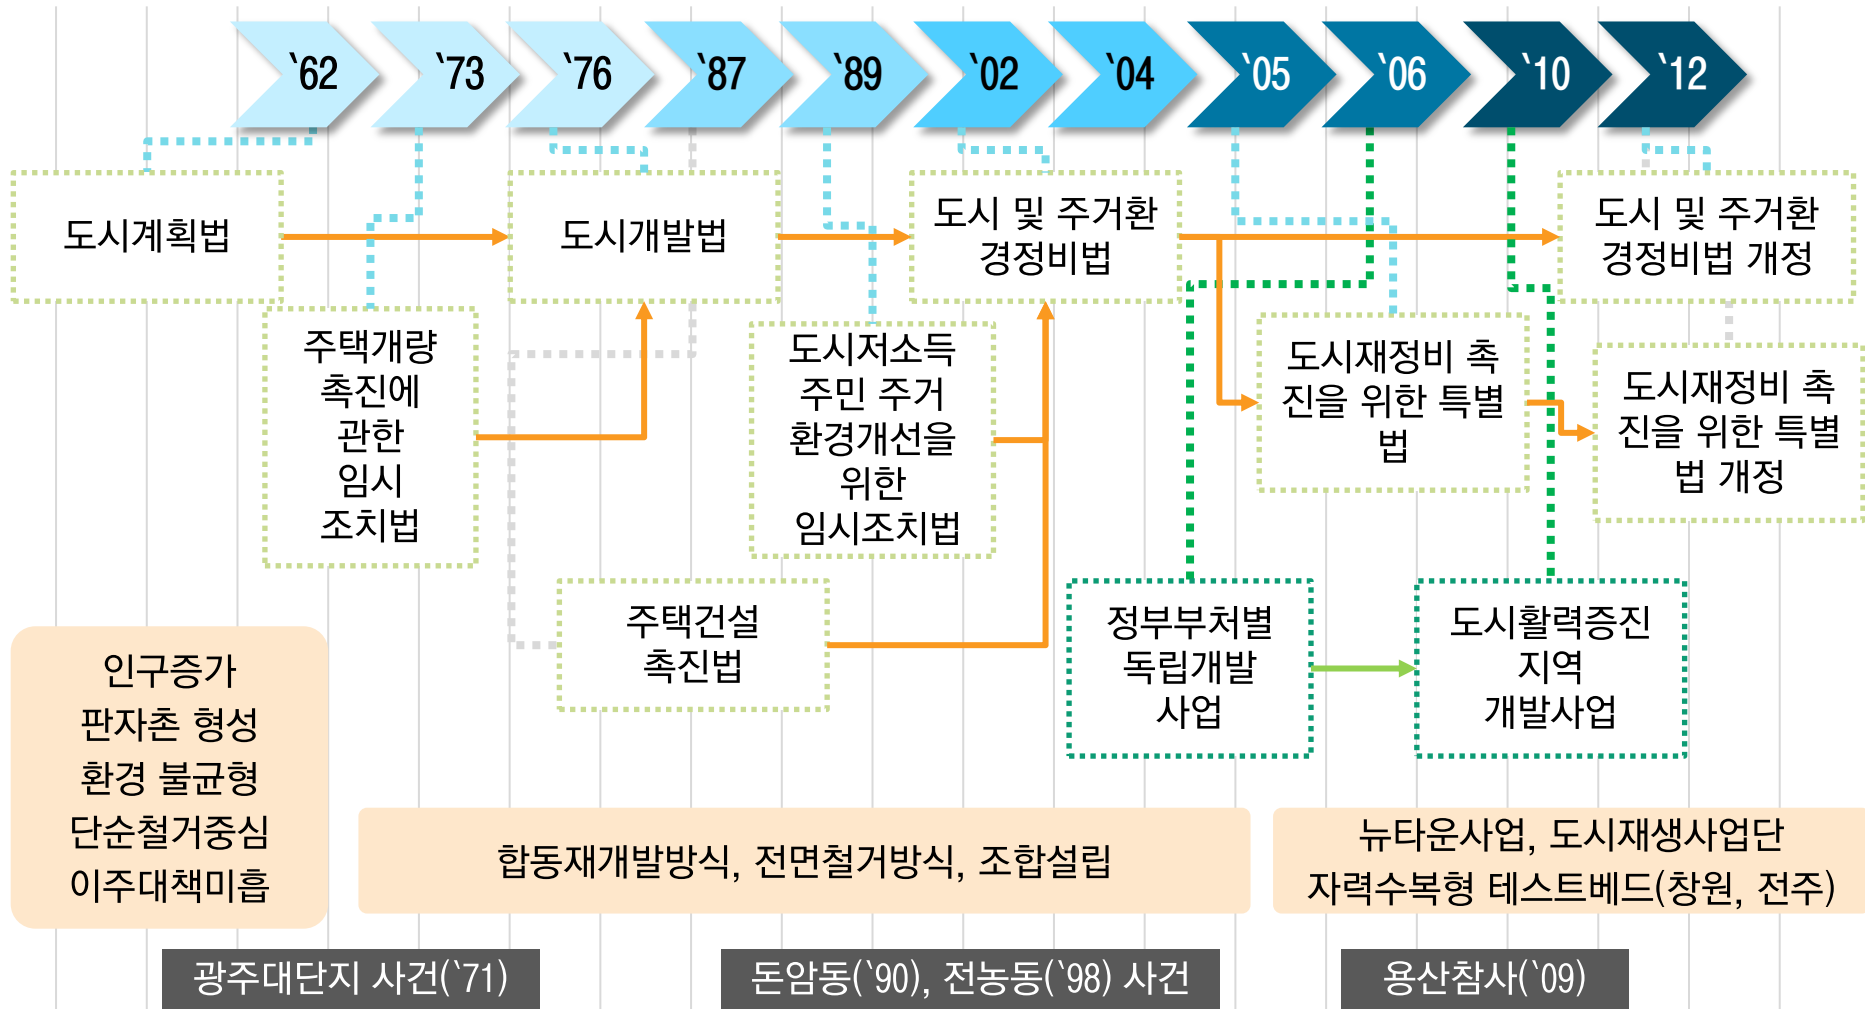 `62
`73
`76
`87
`89
`02
`04
`05
`06
`10
`12
도시계획법
도시개발법
도시 및 주거환
경정비법
도시 및 주거환
경정비법 개정
주택개량
촉진에
관한
임시
조치법
도시저소득
주민 주거
환경개선을
위한
임시조치법
도시재정비 촉
진을 위한 특별
법
도시재정비 촉
진을 위한 특별
법 개정
주택건설
촉진법
정부부처별
독립개발
사업
도시활력증진
지역
개발사업
인구증가
판자촌 형성
환경 불균형
단순철거중심
이주대책미흡
합동재개발방식, 전면철거방식, 조합설립
뉴타운사업, 도시재생사업단
자력수복형 테스트베드(창원, 전주)
광주대단지 사건(`71)
돈암동(`90), 전농동(`98) 사건
용산참사(`09)